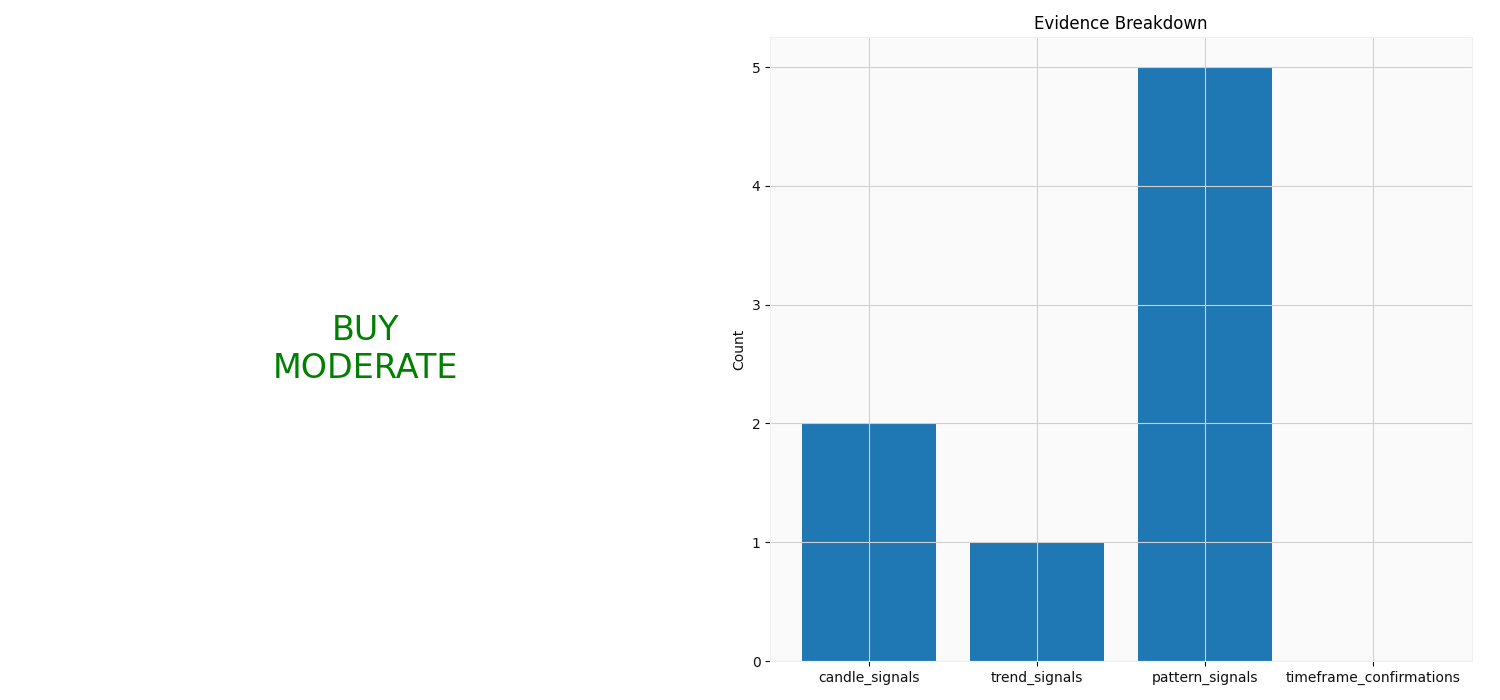 BUY
MODERATE
Evidence Breakdown
Count
5
4
3
2
1
0
candle_signals
trend_signals
pattern_signals
timeframe_confirmations